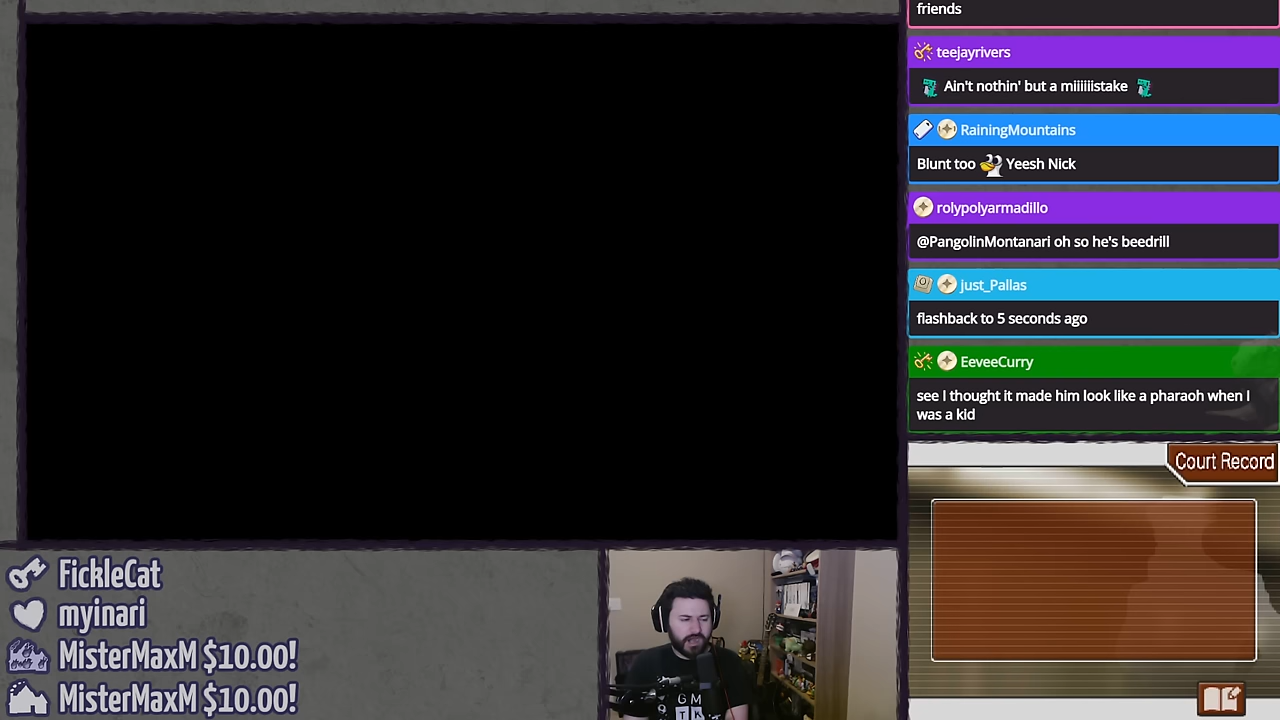 friends
teejayrivers
Ain't nothin' but a miiiiiistake
RainingMountains
Blunt too Yeesh Nick
rolypolyarmadillo
@PangolinMontanari oh so he's beedrill
just_Pallas
flashback to 5 seconds ago
EeveeCurry
see I thought it made him look like a pharaoh when I
was a kid
Court Record
FickleCat
myinari
MisterMaxM $10.00!
MisterMaxM $10.00!
GM
TK